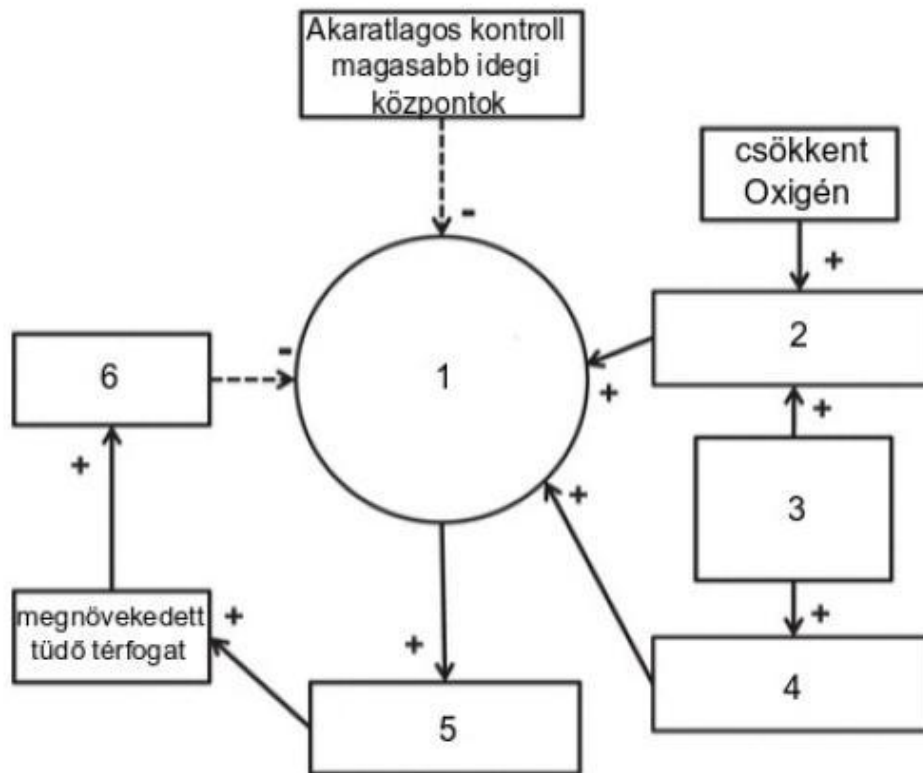 Akaratlagos kontroll
magasabb idegi
központok
-
csökkent
Oxigén
+
2
6
-
1
+
+
+
+
3
megnövekedett
tüdő térfogat
+
+
+
4
5